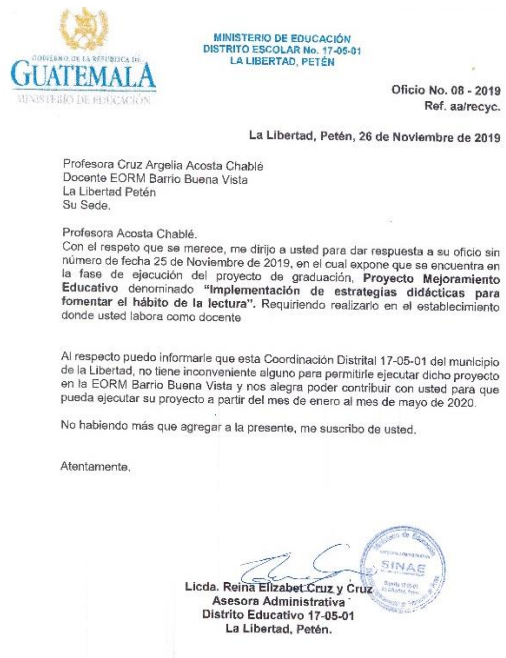 GOBIERNO DE LA REPÚBLICA DE
GUATEMALA
MINISTERIO DE EDUCACIÓN
MINISTERIO DE EDUCACIÓN
DISTRITO ESCOLAR No. 17-05-01
LA LIBERTAD, PETÉN
Oficio No. 08 - 2019
Ref. aa/recyc.
La Libertad, Petén, 26 de Noviembre de 2019
Profesora Cruz Argelia Acosta Chablé
Docente EORM Barrio Buena Vista
La Libertad Petén
Su Sede.
Profesora Acosta Chablé.
Con el respeto que se merece, me dirijo a usted para dar respuesta a su oficio sin
número de fecha 25 de Noviembre de 2019, en el cual expone que se encuentra en
la fase de ejecución del proyecto de graduación, Proyecto Mejoramiento
Educativo denominado “Implementación de estrategias didácticas para
fomentar el hábito de la lectura”. Requiriendo realizarlo en el establecimiento
donde usted labora como docente
Al respecto puedo informarle que esta Coordinación Distrital 17-05-01 del municipio
de la Libertad, no tiene inconveniente alguno para permitirle ejecutar dicho proyecto
en la EORM Barrio Buena Vista y nos alegra poder contribuir con usted para que
pueda ejecutar su proyecto a partir del mes de enero al mes de mayo de 2020.
No habiendo más que agregar a la presente, me suscribo de usted.
Atentamente,
Ministerio de Educación
SINAE
Licda. Reina Elizabet Cruz y Cruz
Asesora Administrativa
Distrito Educativo 17-05-01
La Libertad, Petén.